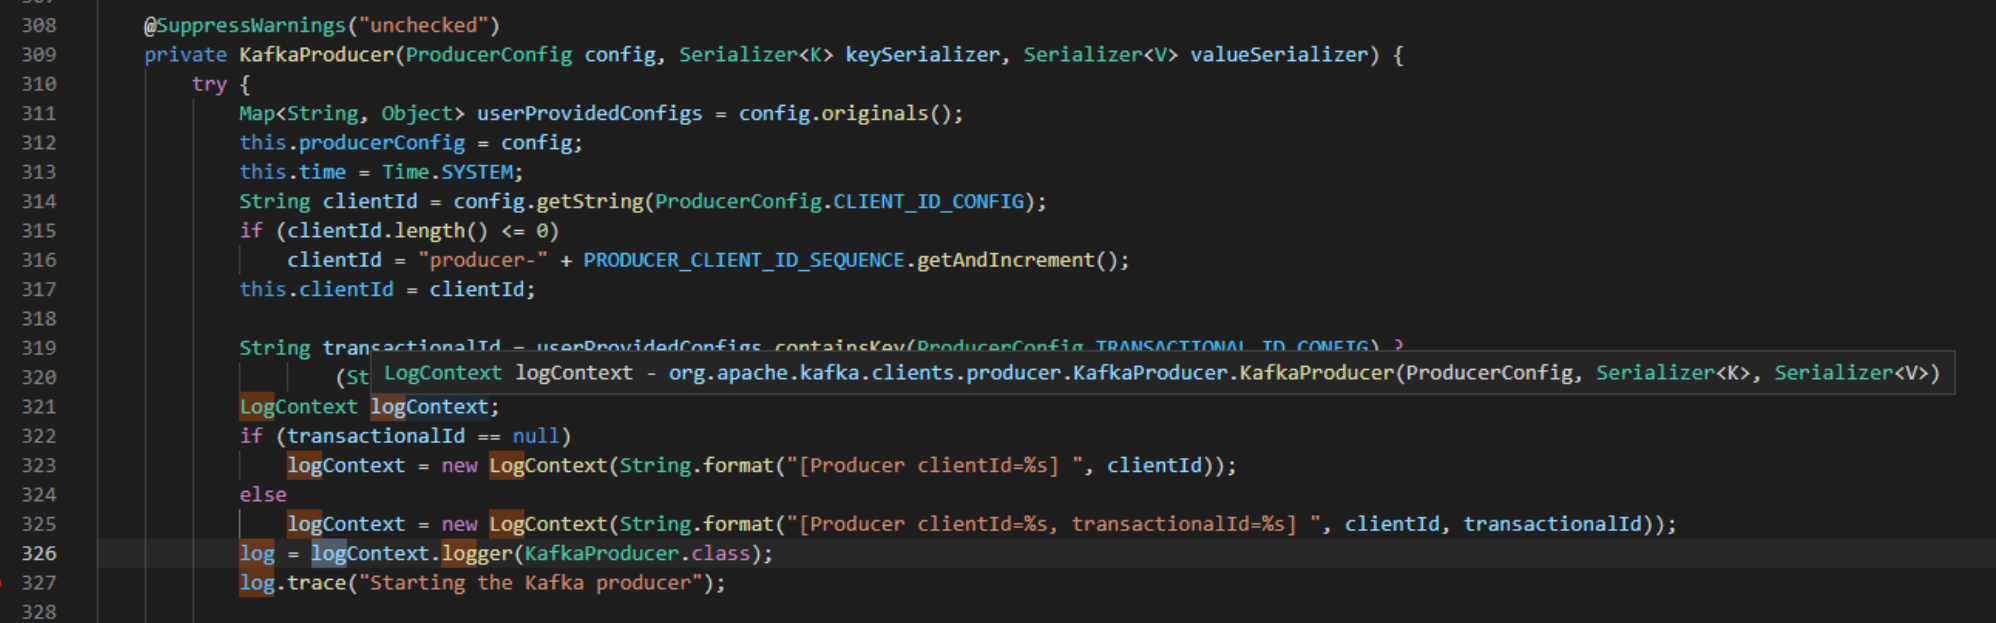 308 @SuppressWarnings("unchecked")
309 private KafkaProducer(ProducerConfig config, Serializer<K> keySerializer, Serializer<V> valueSerializer) {
310 try {
311 Map<String, Object> userProvidedConfigs = config.originals();
312 this.producerConfig = config;
313 this.time = Time.SYSTEM;
314 String clientId = config.getString(ProducerConfig.CLIENT_ID_CONFIG);
315 if (clientId.length() <= 0)
316 clientId = "producer-" + PRODUCER_CLIENT_ID_SEQUENCE.getAndIncrement();
317 this.clientId = clientId;
318
319 String transactionalId = userProvidedConfigs.containsKey(ProducerConfig.TRANSACTIONAL_ID_CONFIG) ?
320 (St
LogContext logContext - org.apache.kafka.clients.producer.KafkaProducer.KafkaProducer(ProducerConfig, Serializer<K>, Serializer<V>)
321 LogContext logContext;
322 if (transactionalId == null)
323 logContext = new LogContext(String.format("[Producer clientId=%s] ", clientId));
324 else
325 logContext = new LogContext(String.format("[Producer clientId=%s, transactionalId=%s] ", clientId, transactionalId));
326 log = logContext.logger(KafkaProducer.class);
327 log.trace("Starting the Kafka producer");
328